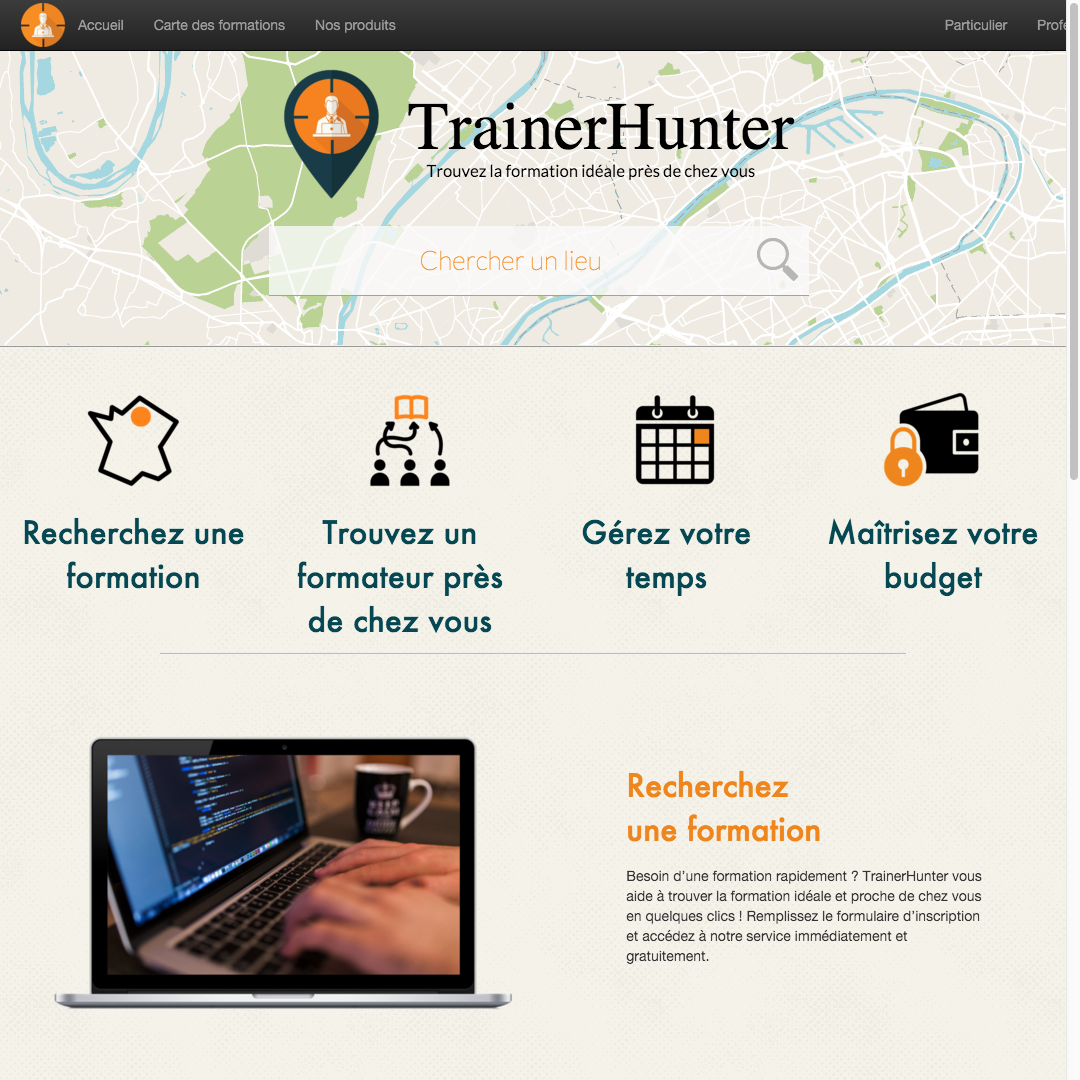 Accueil Carte des formations Nos produits Particulier
TrainerHunter
Trouvez la formation idéale près de chez vous
Chercher un lieu
Recherchez une
formation
Trouvez un
formateur près
de chez vous
Gérez votre
temps
Maîtrisez votre
budget
KEEP
CALM
Recherchez
une formation
Besoin d'une formation rapidement ? TrainerHunter vous
aide à trouver la formation idéale et proche de chez vous
en quelques clics ! Remplissez le formulaire d'inscription
et accédez à notre service immédiatement et
gratuitement.